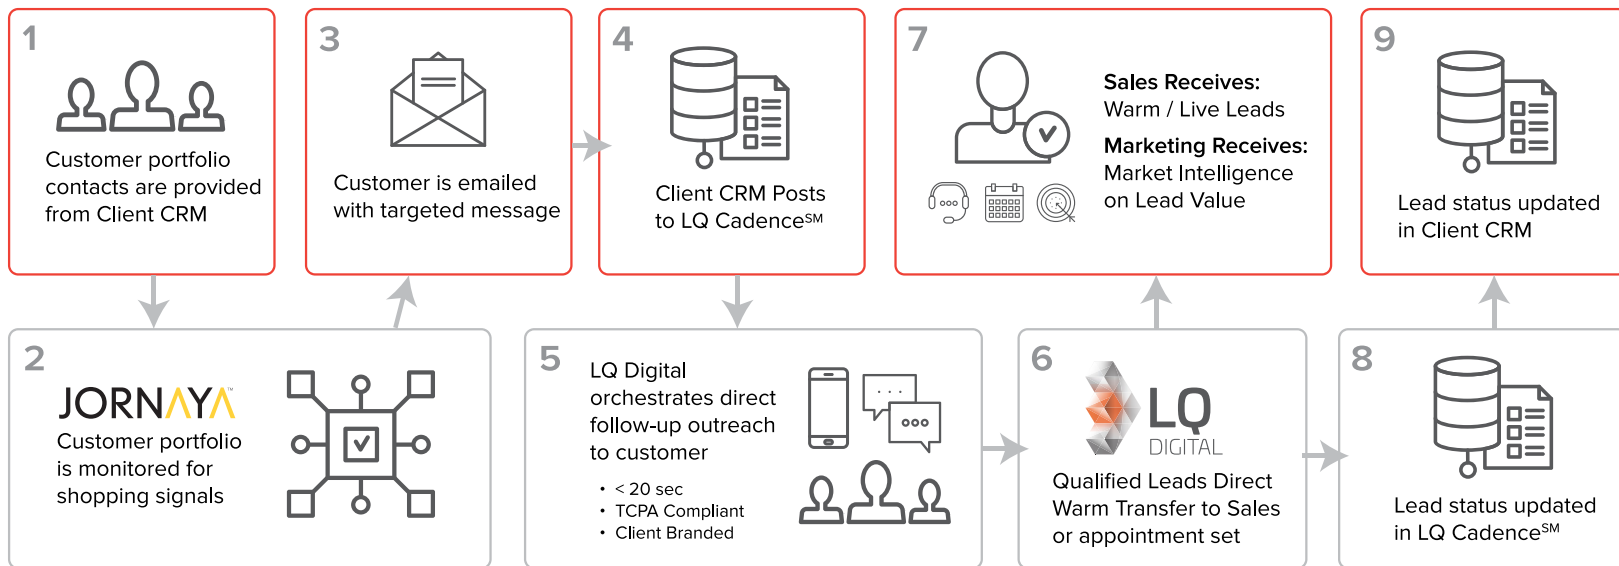 1
Customer portfolio
contacts are provided
from Client CRM
2
JORNAYA™
Customer portfolio
is monitored for
shopping signals
3
Customer is emailed
with targeted message
4
Client CRM Posts
to LQ Cadence℠
5
LQ Digital
orchestrates direct
follow-up outreach
to customer
• < 20 sec
• TCPA Compliant
• Client Branded
6
LQ
DIGITAL
Qualified Leads Direct
Warm Transfer to Sales
or appointment set
7
Sales Receives:
Warm / Live Leads
Marketing Receives:
Market Intelligence
on Lead Value
8
Lead status updated
in LQ Cadence℠
9
Lead status updated
in Client CRM